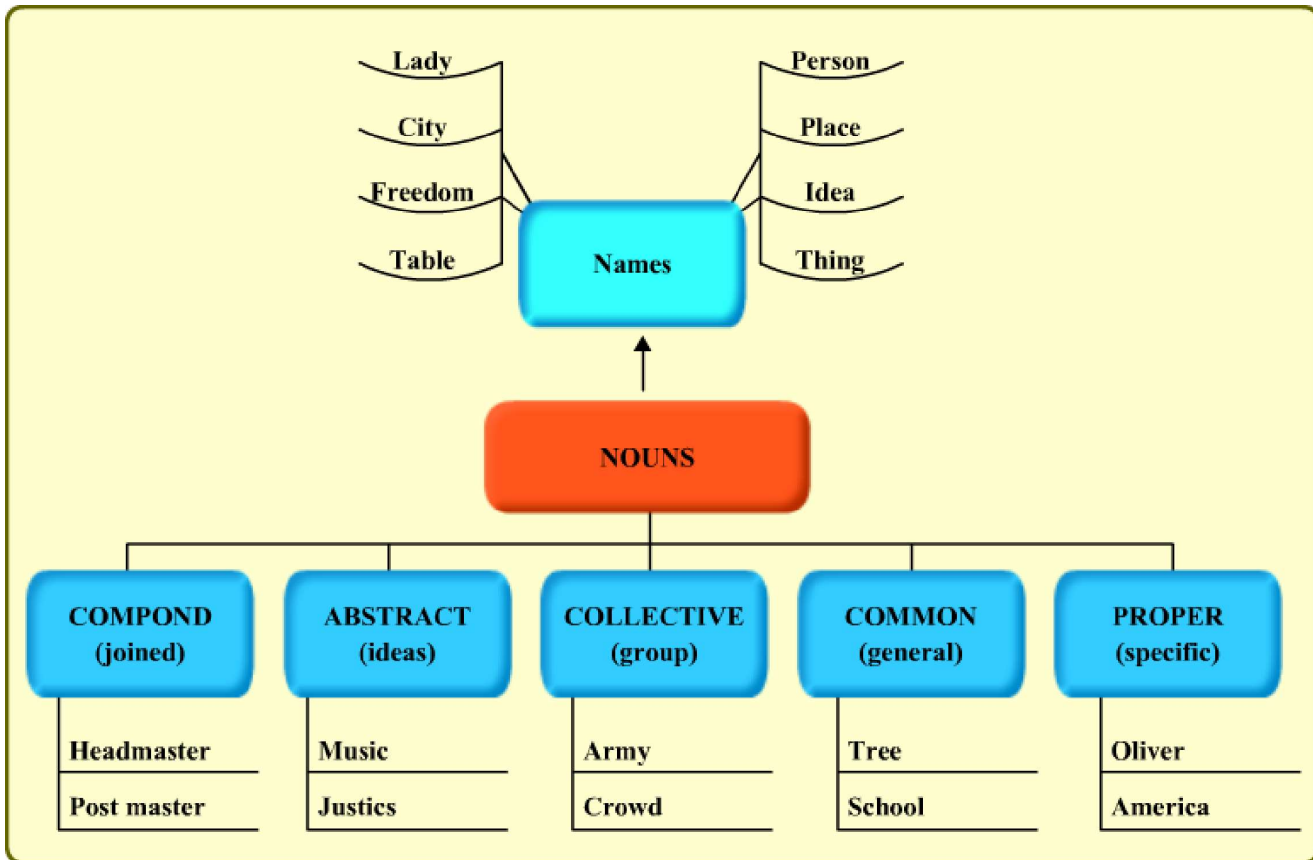 Lady
City
Freedom
Table
Person
Place
Idea
Thing
Names
NOUNS
COMPOND
(joined)
Headmaster
Post master
ABSTRACT
(ideas)
Music
Justics
COLLECTIVE
(group)
Army
Crowd
COMMON
(general)
Tree
School
PROPER
(specific)
Oliver
America